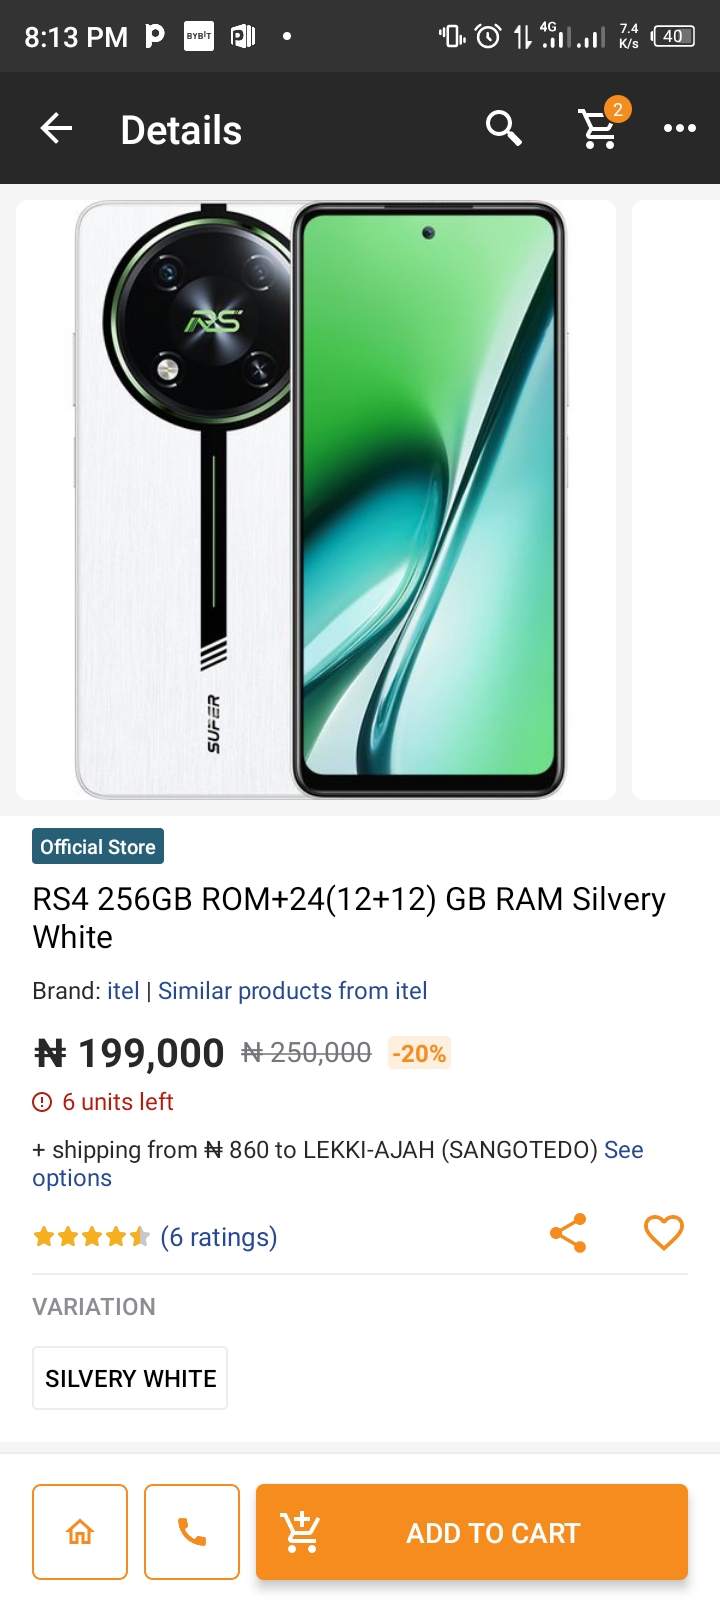 8:13 PM
BYBIT
4G
7.4
K/s
40
Details
2
RS
SUFER
Official Store
RS4 256GB ROM+24(12+12) GB RAM Silvery
White
Brand: itel | Similar products from itel
₦ 199,000 ₦ 250,000 -20%
6 units left
+ shipping from ₦ 860 to LEKKI-AJAH (SANGOTEDO) See
options
(6 ratings)
VARIATION
SILVERY WHITE
ADD TO CART